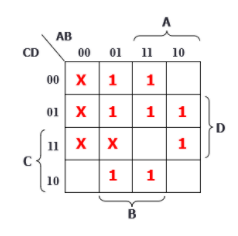 A
AB
CD 00 01 11 10
00 X 1 1
01 X 1 1 1
D
11 X X 1
C
10 1 1
B